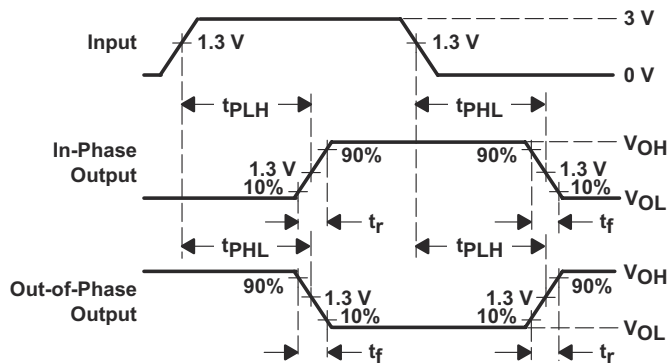 3 V
Input
1.3 V
1.3 V
0 V
tPLH
tPHL
In-Phase
Output
90%
90%
VOH
1.3 V
1.3 V
10%
10%
VOL
tr
tf
tPHL
tPLH
Out-of-Phase
Output
VOH
90%
90%
1.3 V
1.3 V
10%
10%
VOL
tf
tr